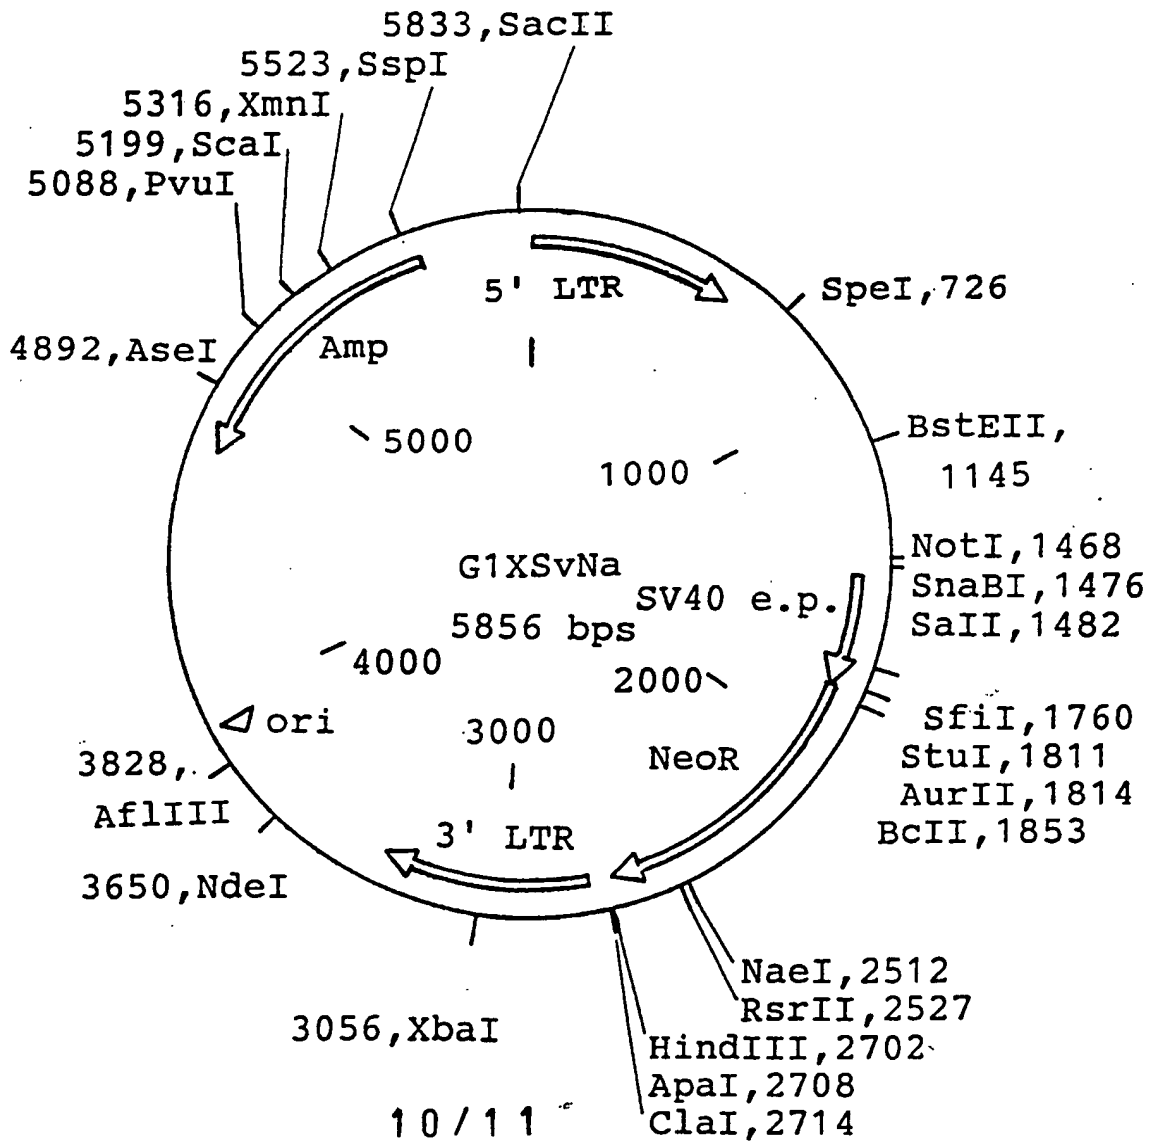 5833,SacII
5523,SspI
5316,XmnI
5199,ScaI
5088,PvuI
4892,AseI
5' LTR
SpeI,726
Amp
BstEII,
1145
5000
1000
NotI,1468
SnaBI,1476
SaII,1482
G1XSvNa
5856 bps
SV40 e.p.
4000
2000
3000
ori
NeoR
SfiI,1760
StuI,1811
AurII,1814
BcII,1853
3828,
AflIII
3' LTR
3650,NdeI
NaeI,2512
RsrII,2527
3056,XbaI
HindIII,2702
ApaI,2708
ClaI,2714
10/11